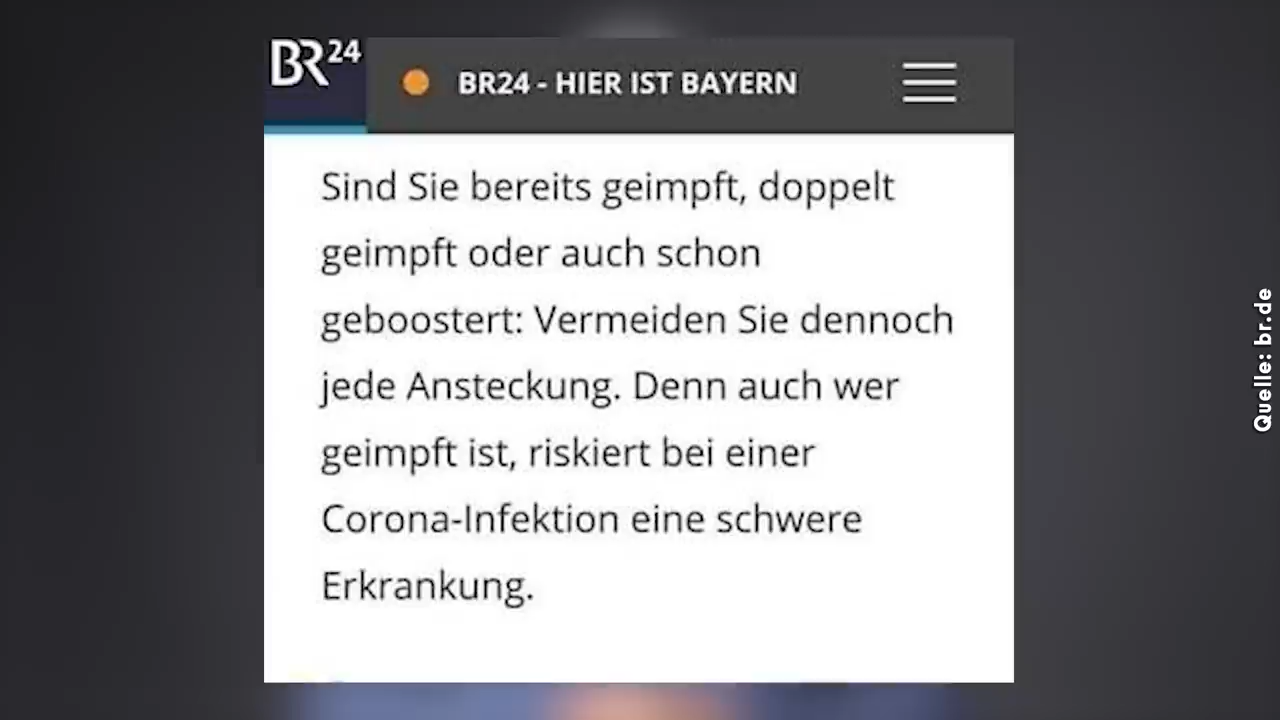 BR24
BR24 - HIER IST BAYERN
Sind Sie bereits geimpft, doppelt
geimpft oder auch schon
geboostert: Vermeiden Sie dennoch
jede Ansteckung. Denn auch wer
geimpft ist, riskiert bei einer
Corona-Infektion eine schwere
Erkrankung.
Quelle: br.de